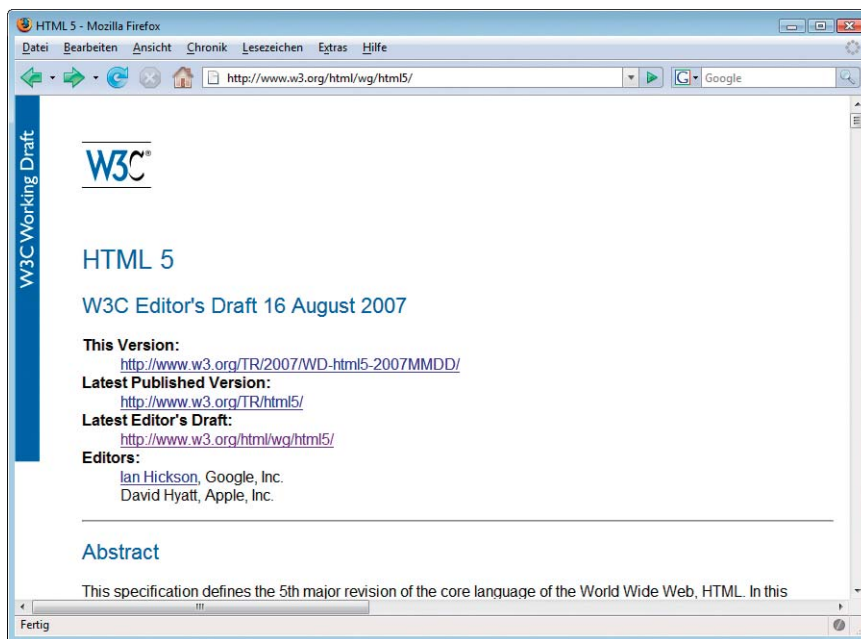 HTML 5 - Mozilla Firefox
Datei Bearbeiten Ansicht Chronik Lesezeichen Extras Hilfe
http://www.w3.org/html/wg/html5/ G Google
W3C Working Draft
W3C®
HTML 5
W3C Editor's Draft 16 August 2007
This Version:
http://www.w3.org/TR/2007/WD-html5-2007MMDD/
Latest Published Version:
http://www.w3.org/TR/html5/
Latest Editor's Draft:
http://www.w3.org/html/wg/html5/
Editors:
Ian Hickson, Google, Inc.
David Hyatt, Apple, Inc.
Abstract
This specification defines the 5th major revision of the core language of the World Wide Web, HTML. In this
Fertig